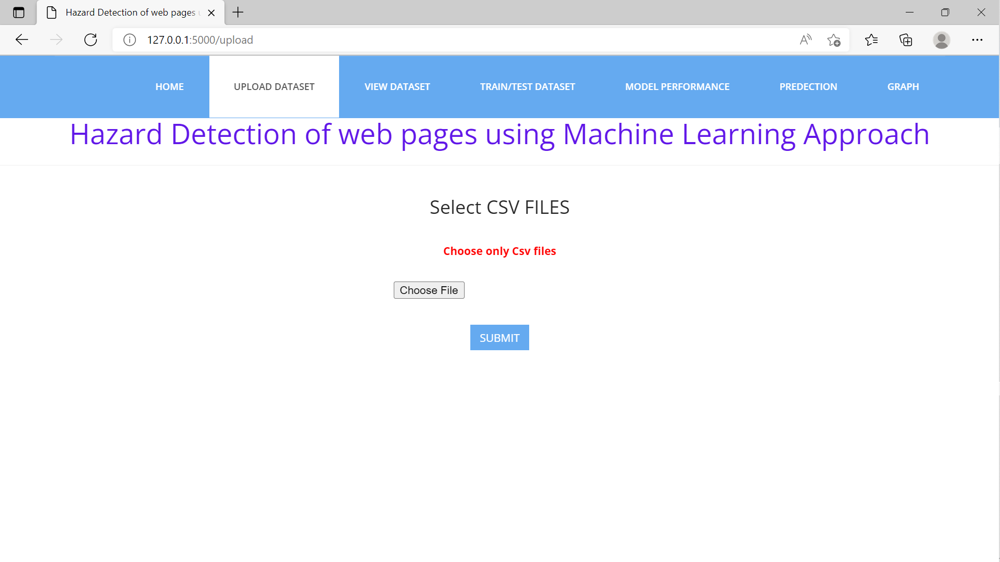 Hazard Detection of web pages
127.0.0.1:5000/upload
HOME
UPLOAD DATASET
VIEW DATASET
TRAIN/TEST DATASET
MODEL PERFORMANCE
PREDECTION
GRAPH
Hazard Detection of web pages using Machine Learning Approach
Select CSV FILES
Choose only Csv files
Choose File
SUBMIT